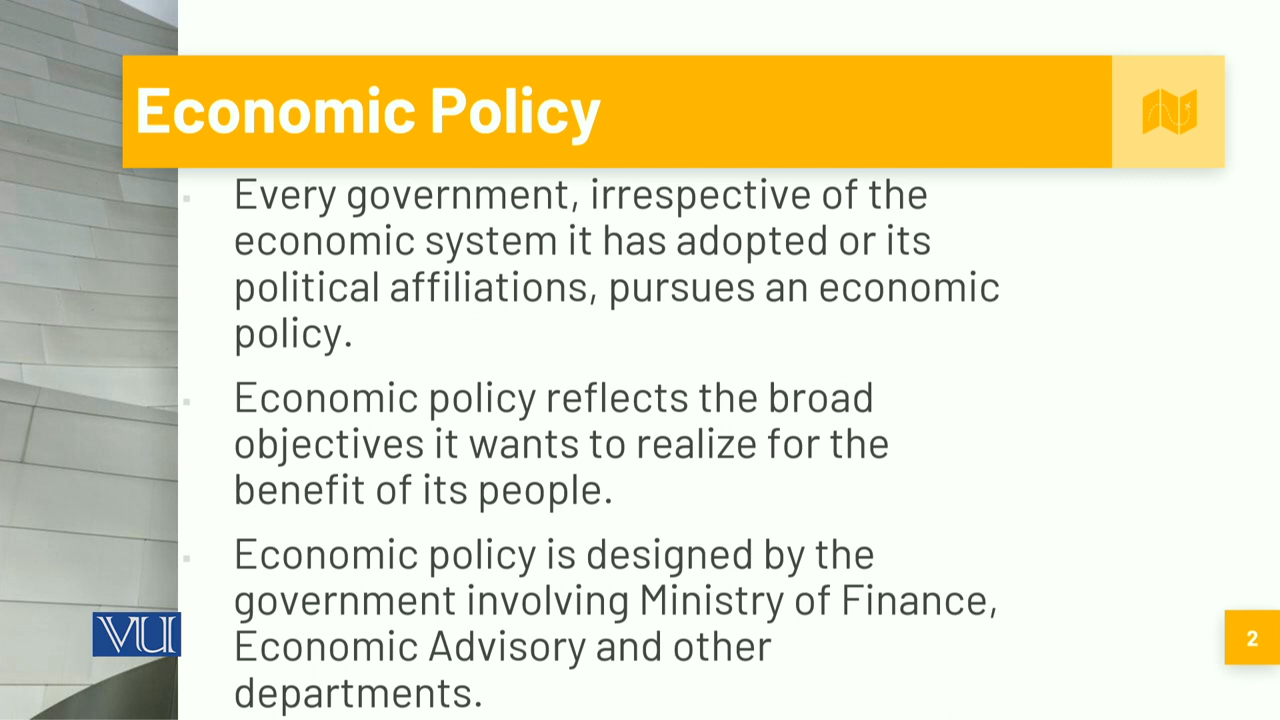 Economic Policy
Every government, irrespective of the
economic system it has adopted or its
political affiliations, pursues an economic
policy.
Economic policy reflects the broad
objectives it wants to realize for the
benefit of its people.
Economic policy is designed by the
government involving Ministry of Finance,
Economic Advisory and other
departments.
VU
2